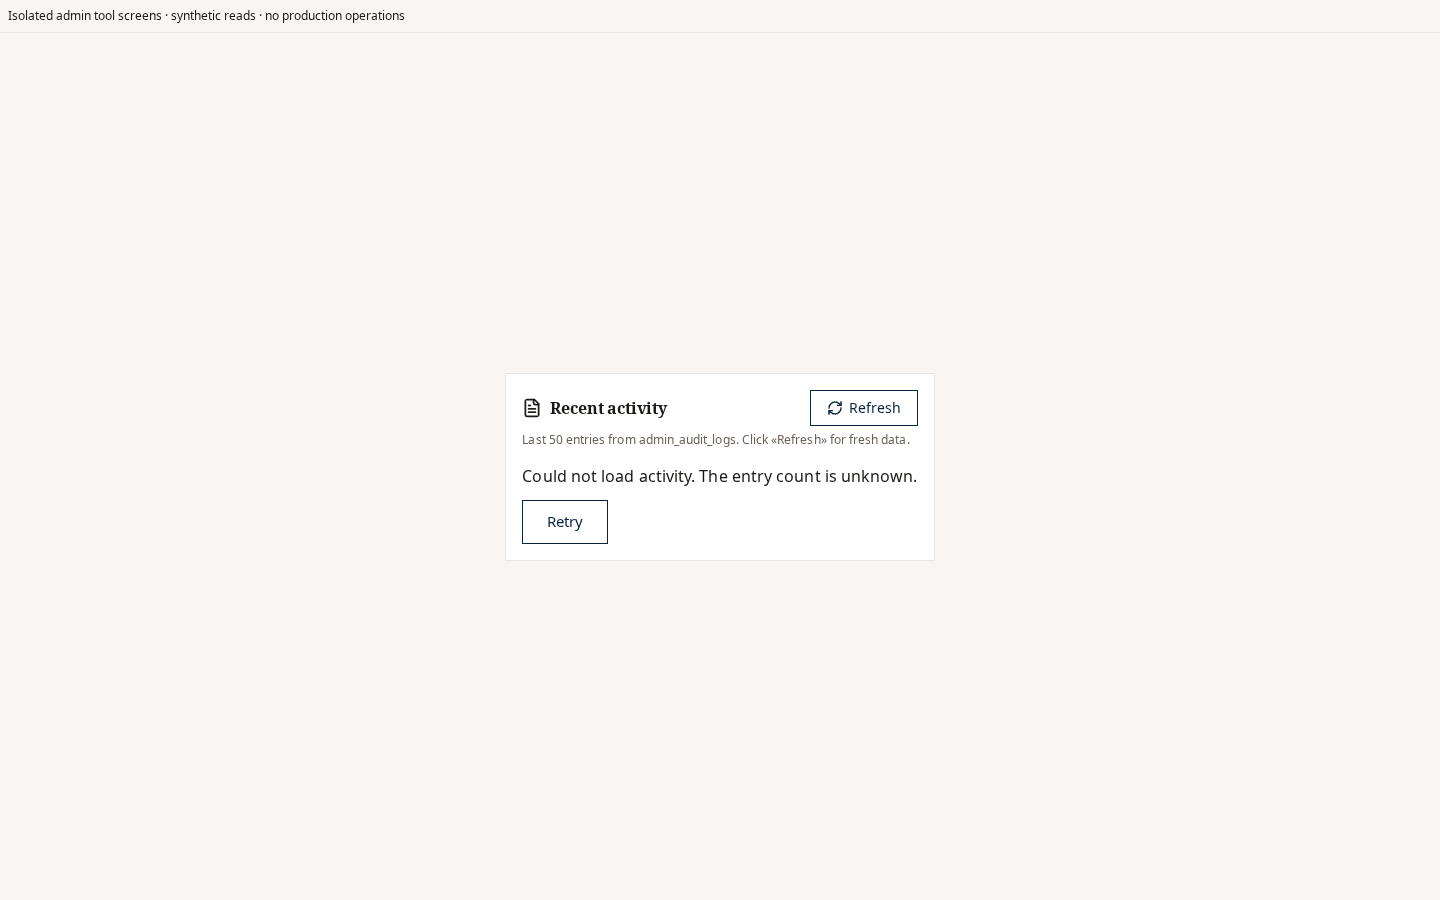 Isolated admin tool screens · synthetic reads · no production operations
Recent activity
Refresh
Last 50 entries from admin_audit_logs. Click «Refresh» for fresh data.
Could not load activity. The entry count is unknown.
Retry